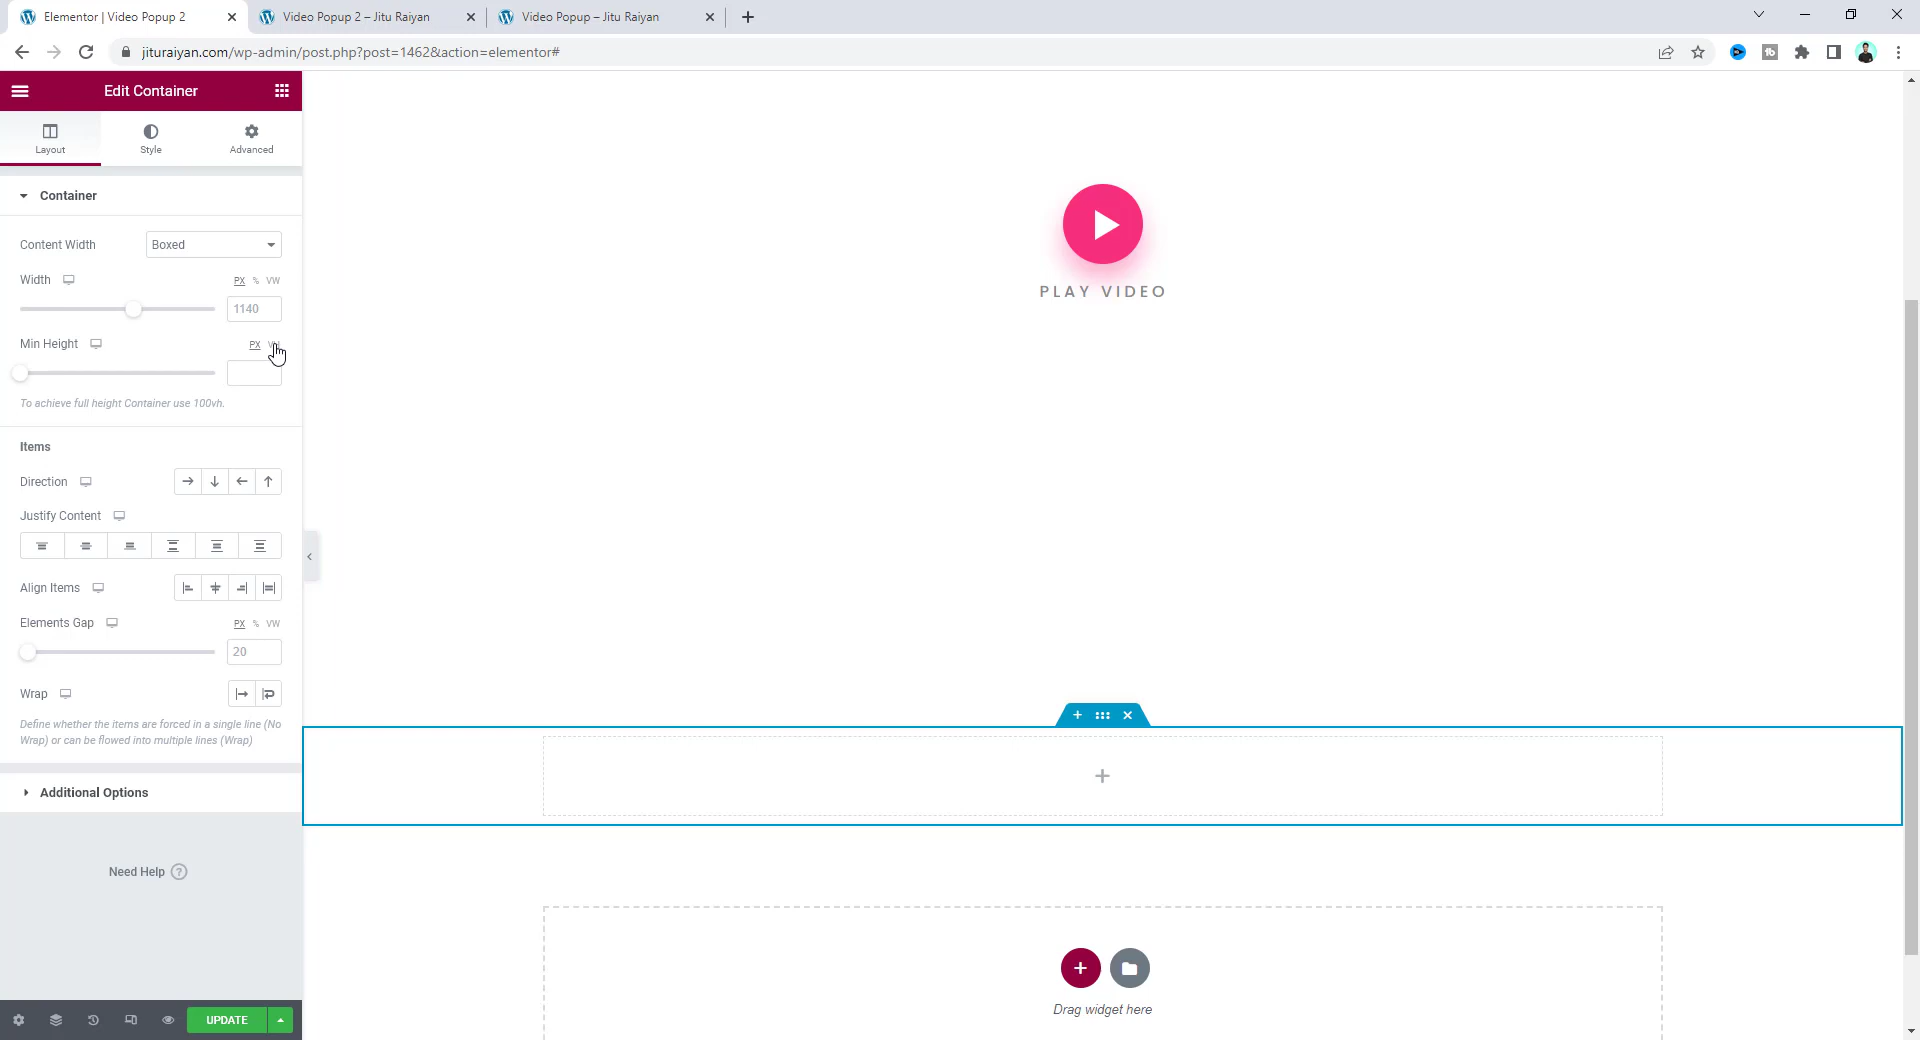 Elementor | Video Popup 2
Video Popup 2 – Jitu Raiyan
Video Popup – Jitu Raiyan
jituraiyan.com/wp-admin/post.php?post=1462&action=elementor#
Edit Container
Layout
Style
Advanced
Container
Content Width
Boxed
Width
PX % VW
1140
Min Height
PX
To achieve full height Container use 100vh.
Items
Direction
Justify Content
Align Items
Elements Gap
PX % VW
20
Wrap
Define whether the items are forced in a single line (No
Wrap) or can be flowed into multiple lines (Wrap)
Additional Options
Need Help ?
UPDATE
PLAY VIDEO
Drag widget here